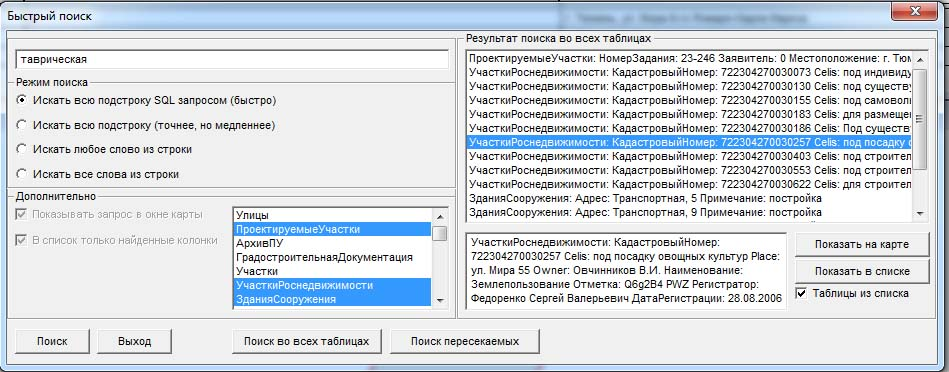 Быстрый поиск
таврическая
Режим поиска
Искать всю подстроку SQL запросом (быстро)
Искать всю подстроку (точнее, но медленнее)
Искать любое слово из строки
Искать все слова из строки
Дополнительно
Показывать запрос в окне карты
В список только найденные колонки
Улицы
ПроектируемыеУчастки
АрхивПУ
ГрадостроительнаяДокументация
Участки
УчасткиРоснедвижимости
ЗданияСооружения
Поиск
Выход
Поиск во всех таблицах
Поиск пересекаемых
Результат поиска во всех таблицах
ПроектируемыеУчастки: НомерЗадания: 23-246 Заявитель: 0 Местоположение: г. Тюм
УчасткиРоснедвижимости: КадастровыйНомер: 722304270030073 Celis: под индивиду
УчасткиРоснедвижимости: КадастровыйНомер: 722304270030130 Celis: под существу
УчасткиРоснедвижимости: КадастровыйНомер: 722304270030155 Celis: под самоволь
УчасткиРоснедвижимости: КадастровыйНомер: 722304270030183 Celis: для размещен
УчасткиРоснедвижимости: КадастровыйНомер: 722304270030186 Celis: Под существ
УчасткиРоснедвижимости: КадастровыйНомер: 722304270030257 Celis: под посадку о
УчасткиРоснедвижимости: КадастровыйНомер: 722304270030403 Celis: под строител
УчасткиРоснедвижимости: КадастровыйНомер: 722304270030553 Celis: под строител
УчасткиРоснедвижимости: КадастровыйНомер: 722304270030622 Celis: для строител
ЗданияСооружения: Адрес: Транспортная, 5 Примечание: постройка
ЗданияСооружения: Адрес: Транспортная, 9 Примечание: постройка
УчасткиРоснедвижимости: КадастровыйНомер:
722304270030257 Celis: под посадку овощных культур Place:
ул. Мира 55 Owner: Овчинников В.И. Наименование:
Землепользование Отметка: Q6g2B4 PWZ Регистратор:
Федоренко Сергей Валерьевич ДатаРегистрации: 28.08.2006
Показать на карте
Показать в списке
Таблицы из списка